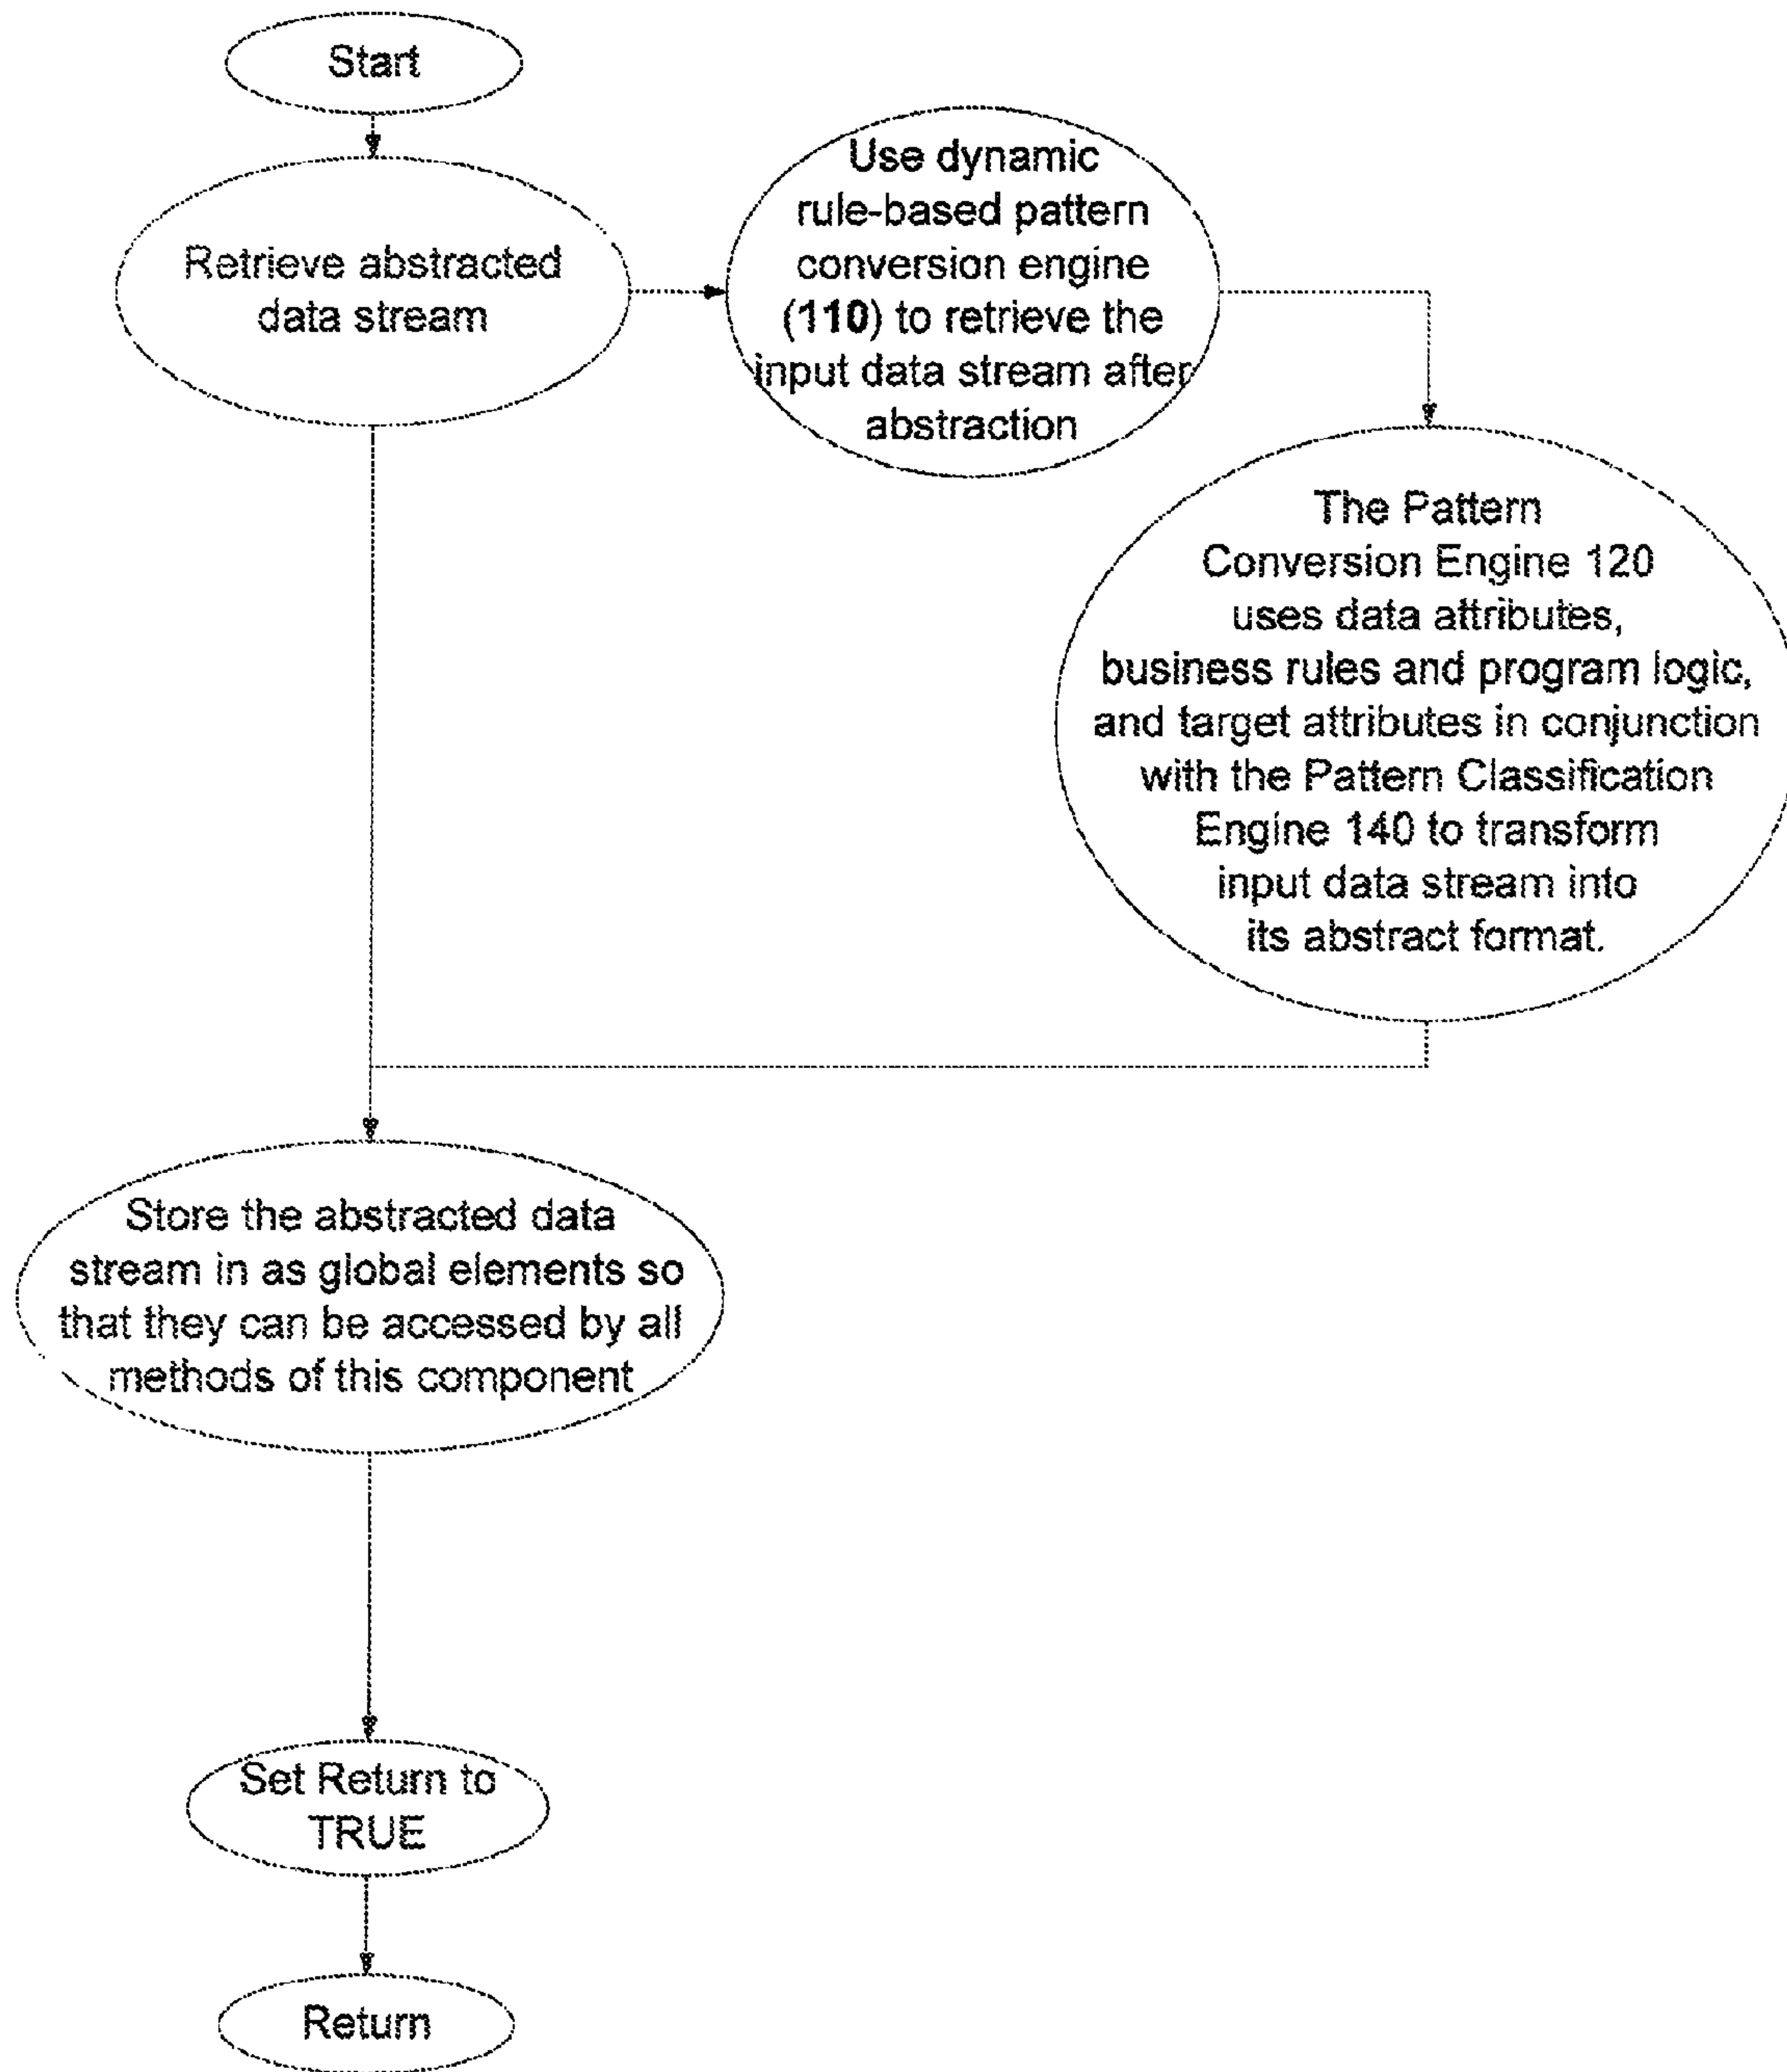 Start
Retrieve abstracted
data stream
Use dynamic
rule-based pattern
conversion engine
(110) to retrieve the
input data stream after
abstraction
The Pattern
Conversion Engine 120
uses data attributes,
business rules and program logic,
and target attributes in conjunction
with the Pattern Classification
Engine 140 to transform
input data stream into
its abstract format.
Store the abstracted data
stream in as global elements so
that they can be accessed by all
methods of this component
Set Return to
TRUE
Return